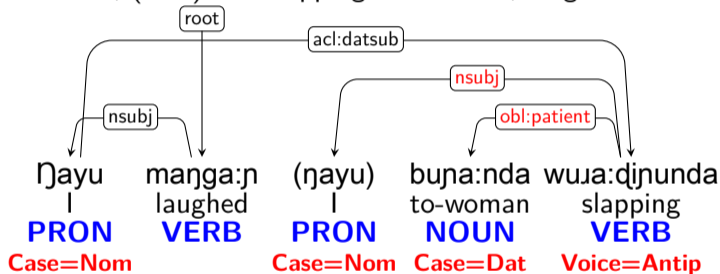 root
acl:datsub
nsubj
nsubj obl:patient
Ŋayu maŋga:ɲ (ŋayu) buɲa:nda wuɹa:ɖiɲunda
I laughed I to-woman slapping
PRON VERB PRON NOUN VERB
Case=Nom Case=Nom Case=Dat Voice=Antip